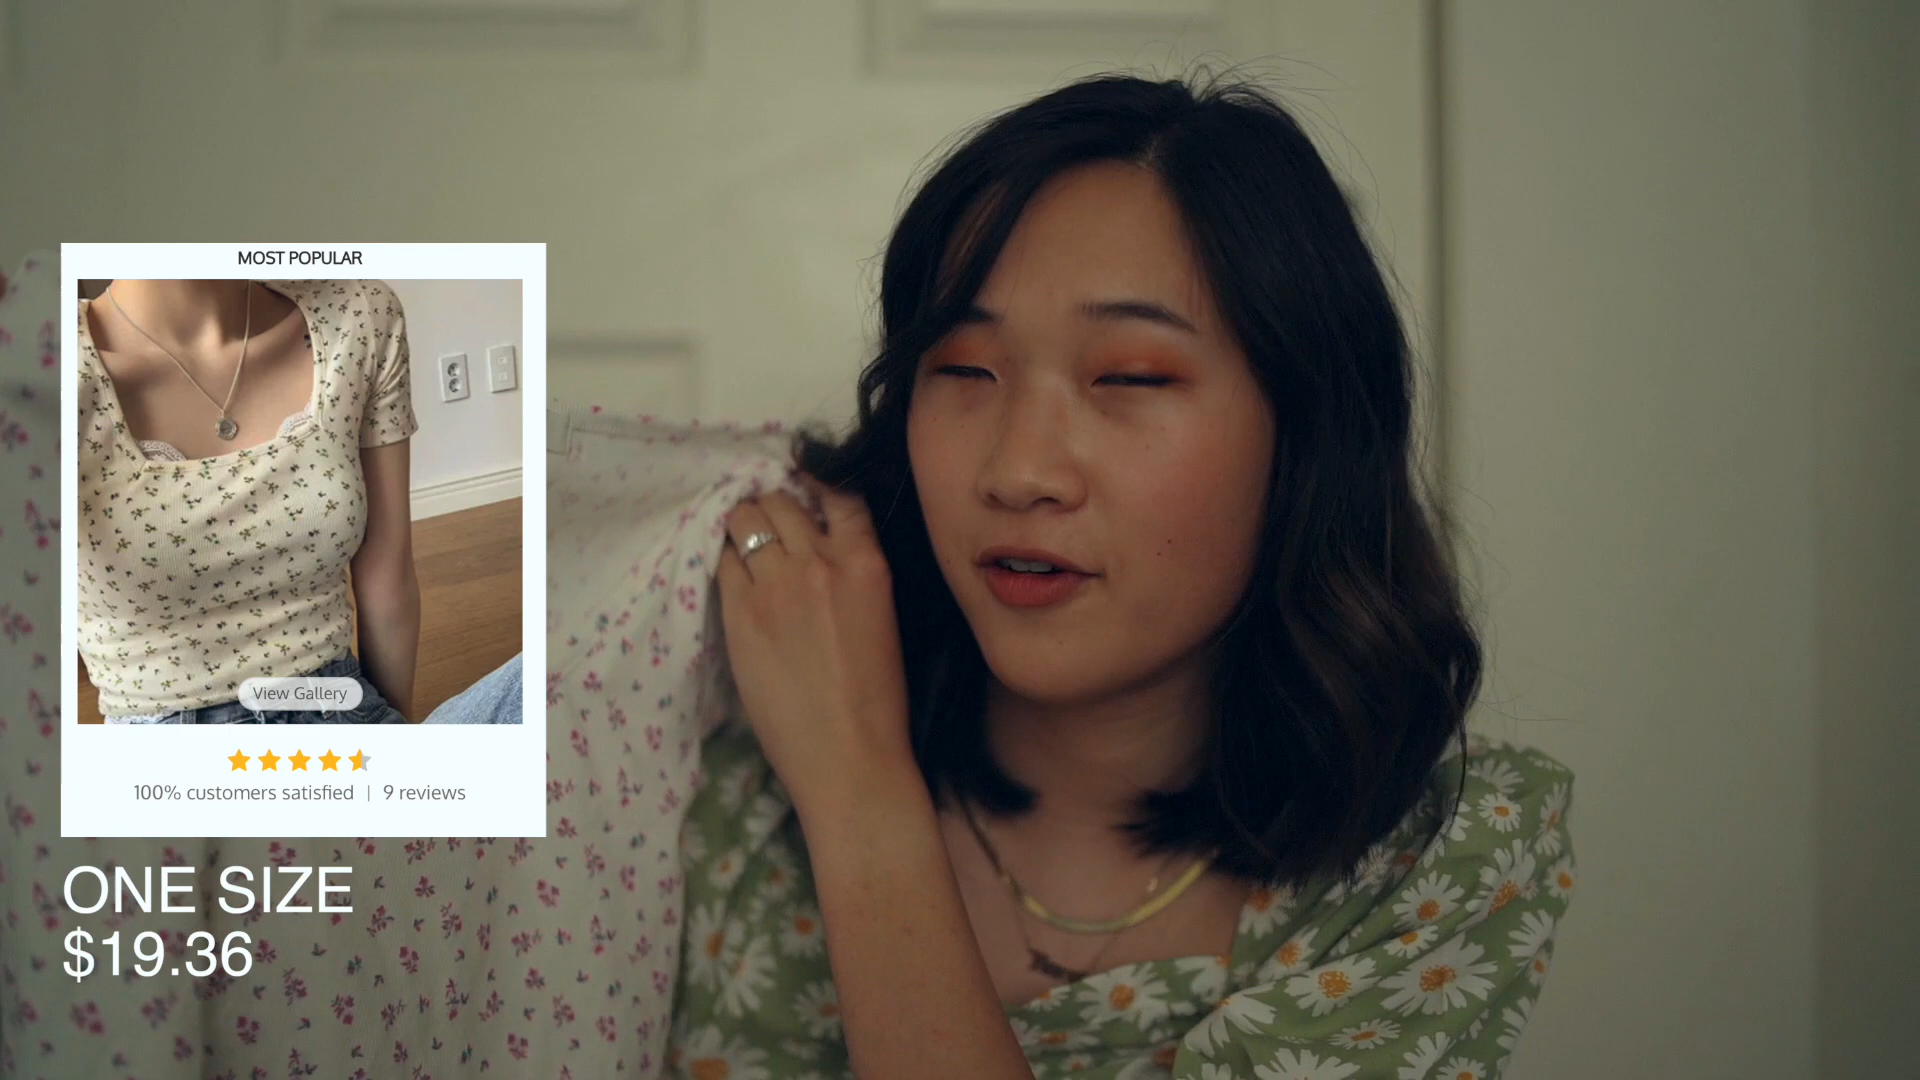 MOST POPULAR
View Gallery
100% customers satisfied | 9 reviews
ONE SIZE
$19.36